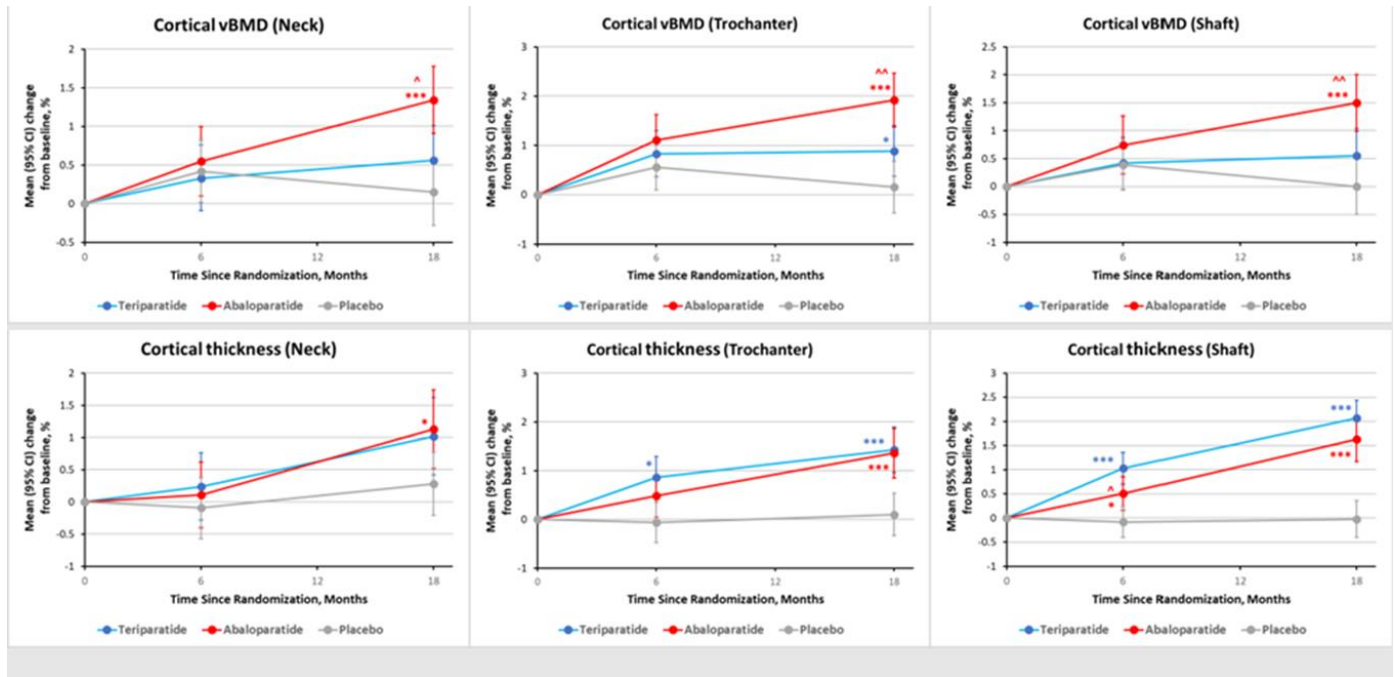 Cortical vBMD (Neck)
Mean (95% CI) change
from baseline, %
2
1.5
1
0.5
0
-0.5
^
***
0 6 12 18
Time Since Randomization, Months
Teriparatide Abaloparatide Placebo
Cortical vBMD (Trochanter)
Mean (95% CI) change
from baseline, %
3
2
1
0
-1
^^
***
*
0 6 12 18
Time Since Randomization, Months
Teriparatide Abaloparatide Placebo
Cortical vBMD (Shaft)
Mean (95% CI) change
from baseline, %
2.5
2
1.5
1
0.5
0
-0.5
-1
^^
***
0 6 12 18
Time Since Randomization, Months
Teriparatide Abaloparatide Placebo
Cortical thickness (Neck)
Mean (95% CI) change
from baseline, %
2
1.5
1
0.5
0
-0.5
-1
*
0 6 12 18
Time Since Randomization, Months
Teriparatide Abaloparatide Placebo
Cortical thickness (Trochanter)
Mean (95% CI) change
from baseline, %
3
2
1
0
-1
*
***
***
0 6 12 18
Time Since Randomization, Months
Teriparatide Abaloparatide Placebo
Cortical thickness (Shaft)
Mean (95% CI) change
from baseline, %
3
2.5
2
1.5
1
0.5
0
-0.5
-1
***
***
^
*
***
0 6 12 18
Time Since Randomization, Months
Teriparatide Abaloparatide Placebo